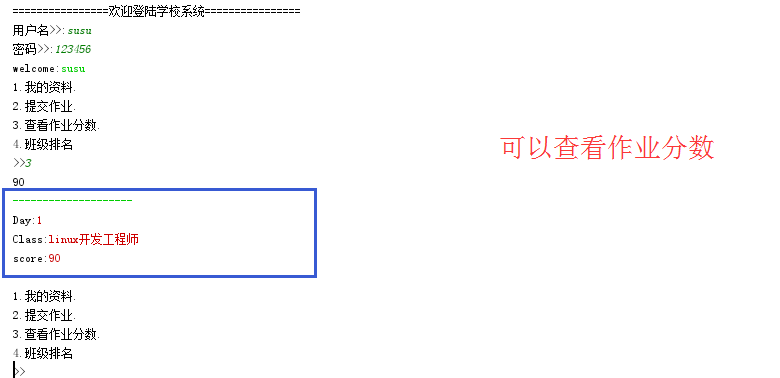 ================欢迎登陆学校系统================
用户名>>:susu
密码>>:123456
welcome:susu
1.我的资料.
2.提交作业.
3.查看作业分数.
4.班级排名
>>3
可以查看作业分数
90
--------------------
Day:1
Class:linux开发工程师
score:90
1.我的资料.
2.提交作业.
3.查看作业分数.
4.班级排名
>>